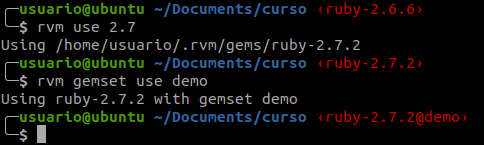 ╭─usuario@ubuntu ~/Documents/curso ‹ruby-2.6.6›
╰─$ rvm use 2.7
Using /home/usuario/.rvm/gems/ruby-2.7.2
╭─usuario@ubuntu ~/Documents/curso ‹ruby-2.7.2›
╰─$ rvm gemset use demo
Using ruby-2.7.2 with gemset demo
╭─usuario@ubuntu ~/Documents/curso ‹ruby-2.7.2@demo›
╰─$